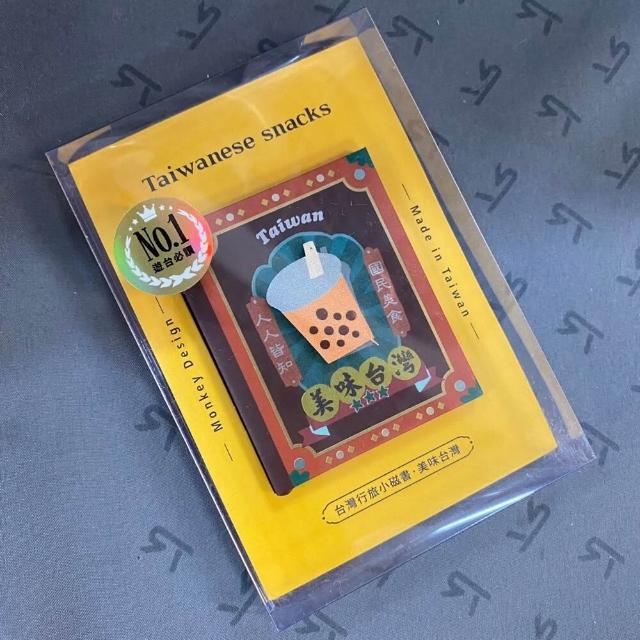 Taiwanese snacks
NO.1
遊台必買
Taiwan
國民美食
人人皆知
美味台灣
Made in Taiwan
Monkey Design
台灣行旅小磁書·美味台灣